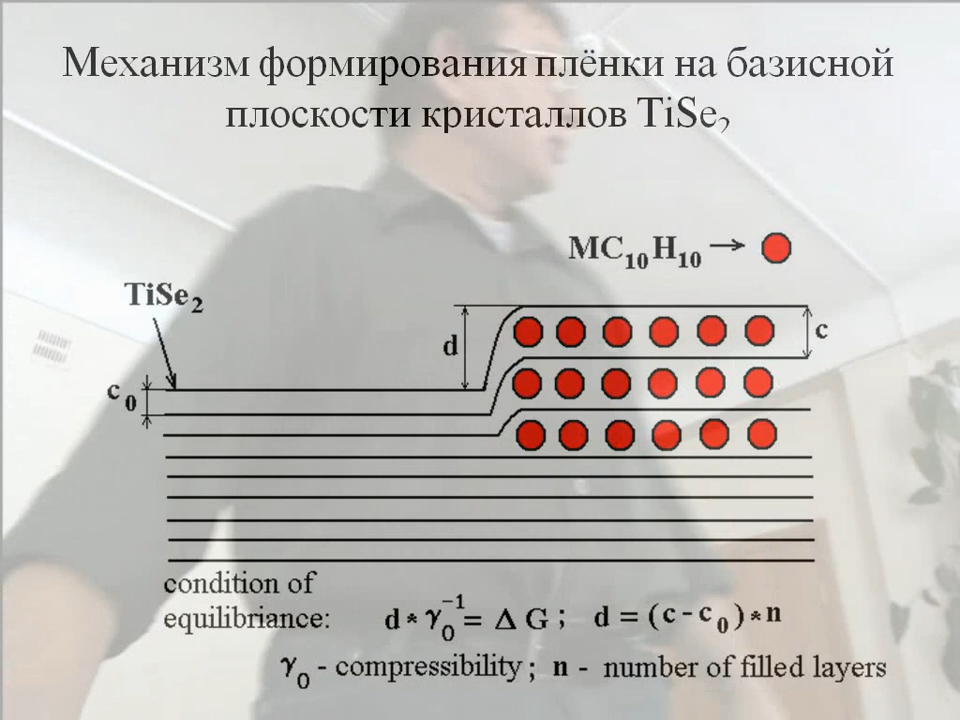 Механизм формирования плёнки на базисной
плоскости кристаллов TiSe₂
MC₁₀H₁₀ →
TiSe₂
d
c
c₀
condition of
equilibriance: d * γ₀⁻¹ = Δ G ; d = (c - c₀) * n
γ₀ - compressibility ; n - number of filled layers